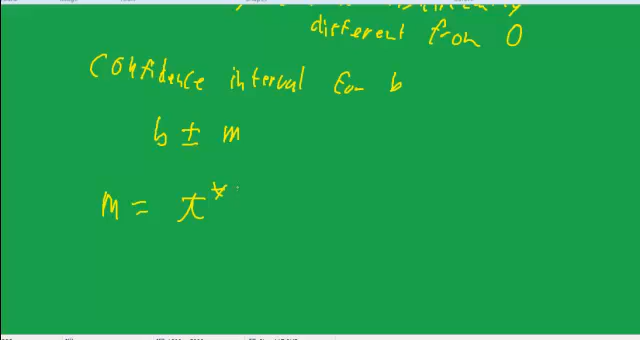 different from 0
Confidence interval for b
b ± m
m = t*